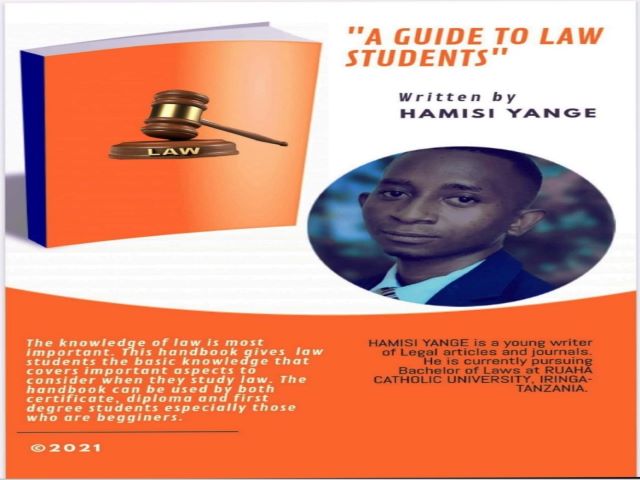 "A GUIDE TO LAW
STUDENTS"
Written by
HAMISI YANGE
LAW
The knowledge of law is most
important. This handbook gives law
students the basic knowledge that
covers important aspects to
consider when they study law. The
handbook can be used by both
certificate, diploma and first
degree students especially those
who are begginers.
©2021
HAMISI YANGE is a young writer
of Legal articles and journals.
He is currently pursuing
Bachelor of Laws at RUAHA
CATHOLIC UNIVERSITY, IRINGA-
TANZANIA.